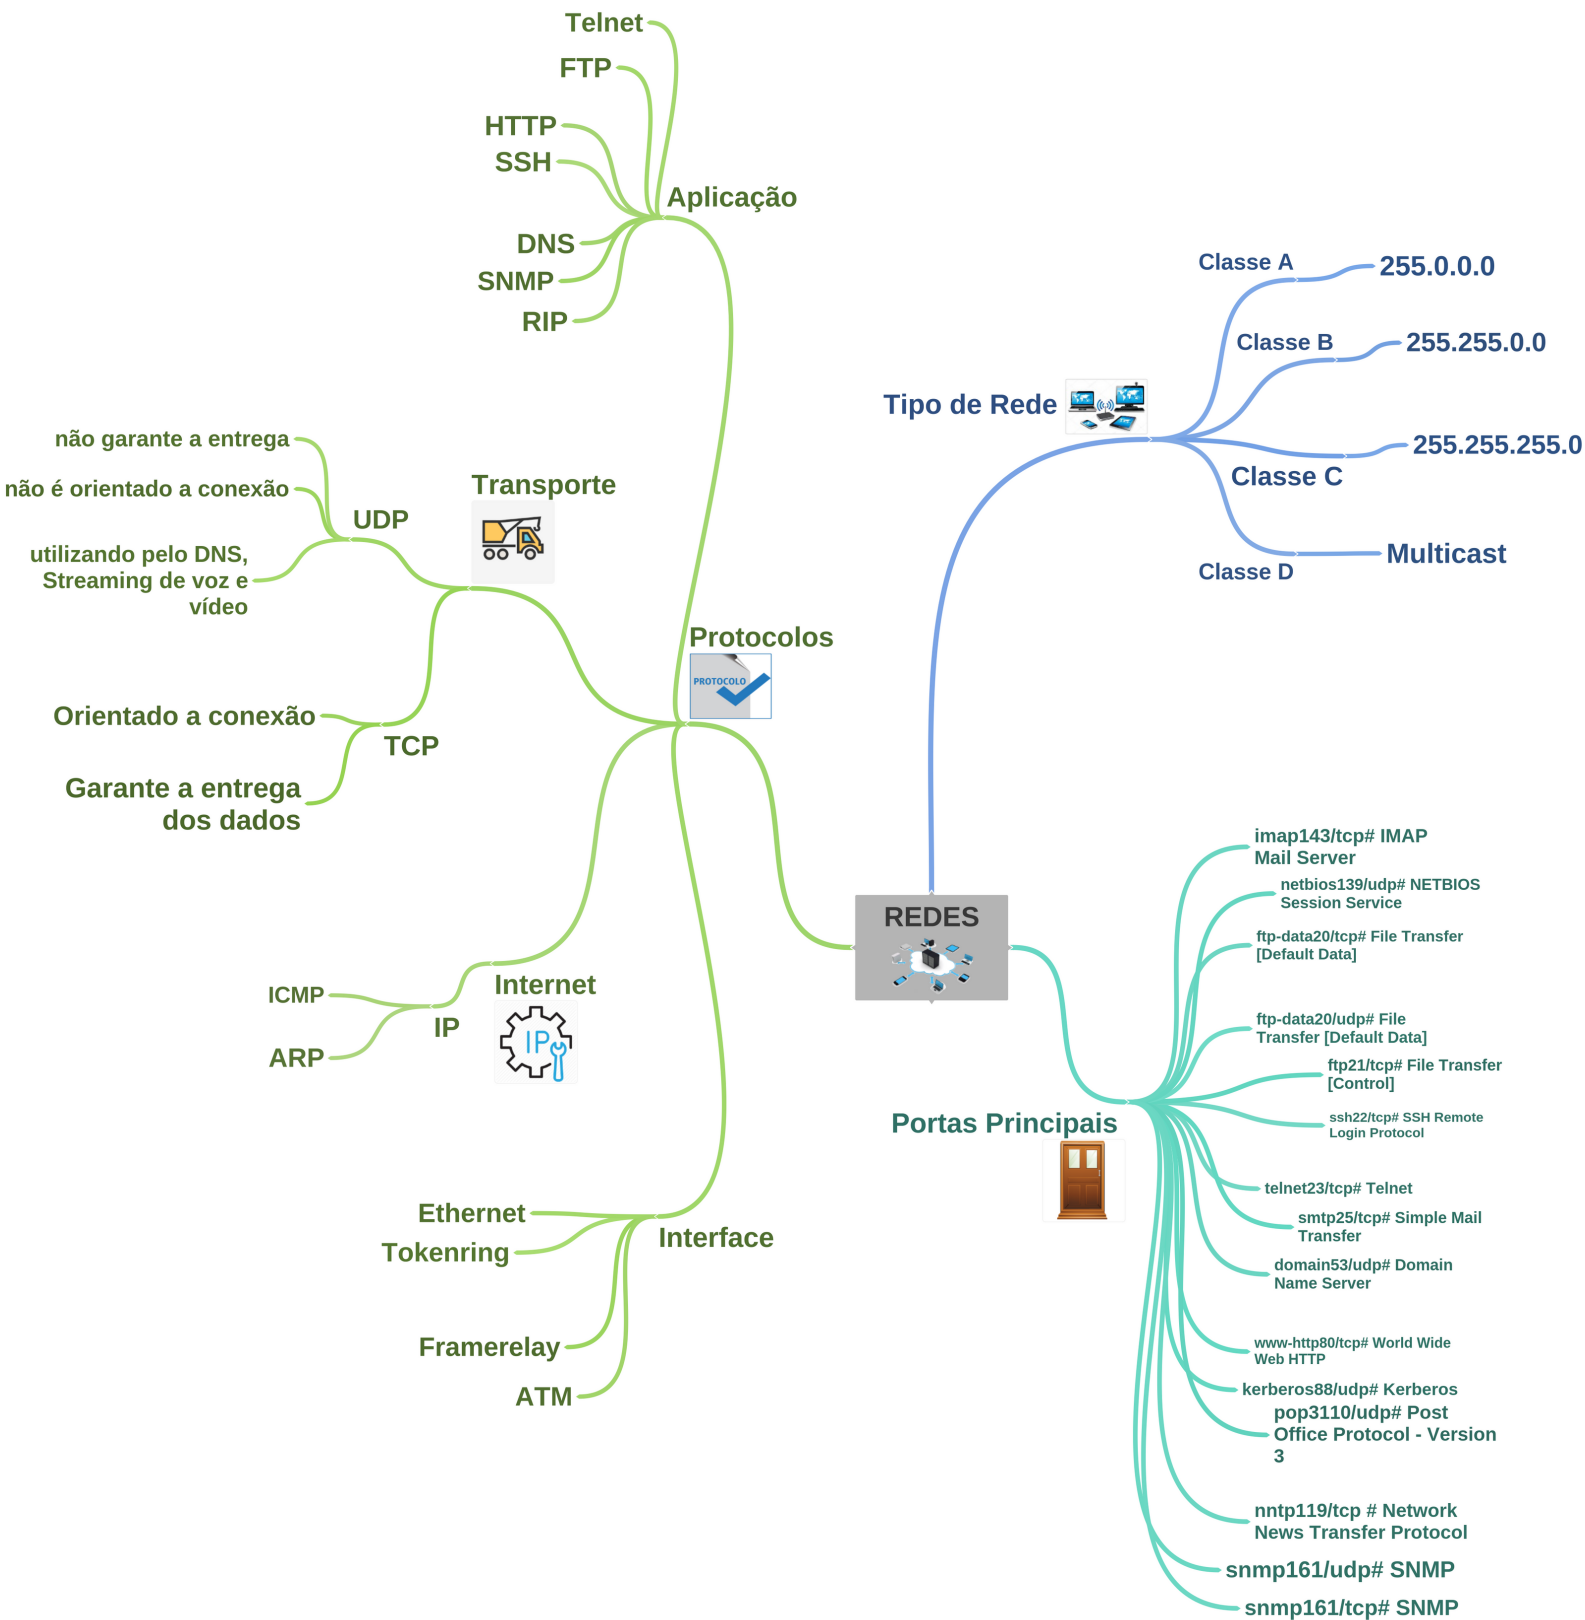 Telnet
FTP
HTTP
SSH
Aplicação
DNS
SNMP
RIP
não garante a entrega
não é orientado a conexão
utilizando pelo DNS,
Streaming de voz e
vídeo
UDP
Transporte
Orientado a conexão
Garante a entrega
dos dados
TCP
Protocolos
PROTOCOLO
ICMP
ARP
IP
Internet
IP
Ethernet
Tokenring
Framerelay
ATM
Interface
REDES
Tipo de Rede
Classe A
255.0.0.0
Classe B
255.255.0.0
Classe C
255.255.255.0
Classe D
Multicast
Portas Principais
imap143/tcp# IMAP
Mail Server
netbios139/udp# NETBIOS
Session Service
ftp-data20/tcp# File Transfer
[Default Data]
ftp-data20/udp# File
Transfer [Default Data]
ftp21/tcp# File Transfer
[Control]
ssh22/tcp# SSH Remote
Login Protocol
telnet23/tcp# Telnet
smtp25/tcp# Simple Mail
Transfer
domain53/udp# Domain
Name Server
www-http80/tcp# World Wide
Web HTTP
kerberos88/udp# Kerberos
pop3110/udp# Post
Office Protocol - Version
3
nntp119/tcp # Network
News Transfer Protocol
snmp161/udp# SNMP
snmp161/tcp# SNMP